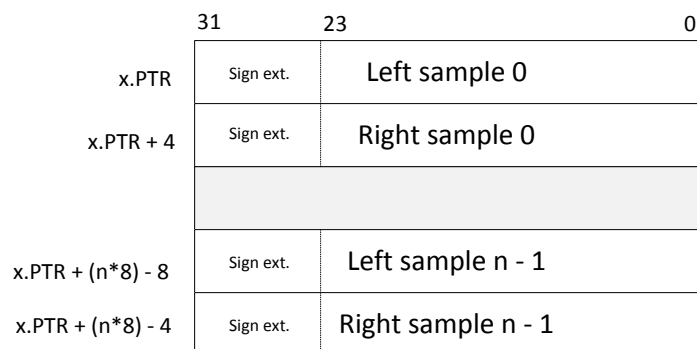 31 23 0
x.PTR Sign ext. Left sample 0
x.PTR + 4 Sign ext. Right sample 0
x.PTR + (n*8) - 8 Sign ext. Left sample n - 1
x.PTR + (n*8) - 4 Sign ext. Right sample n - 1